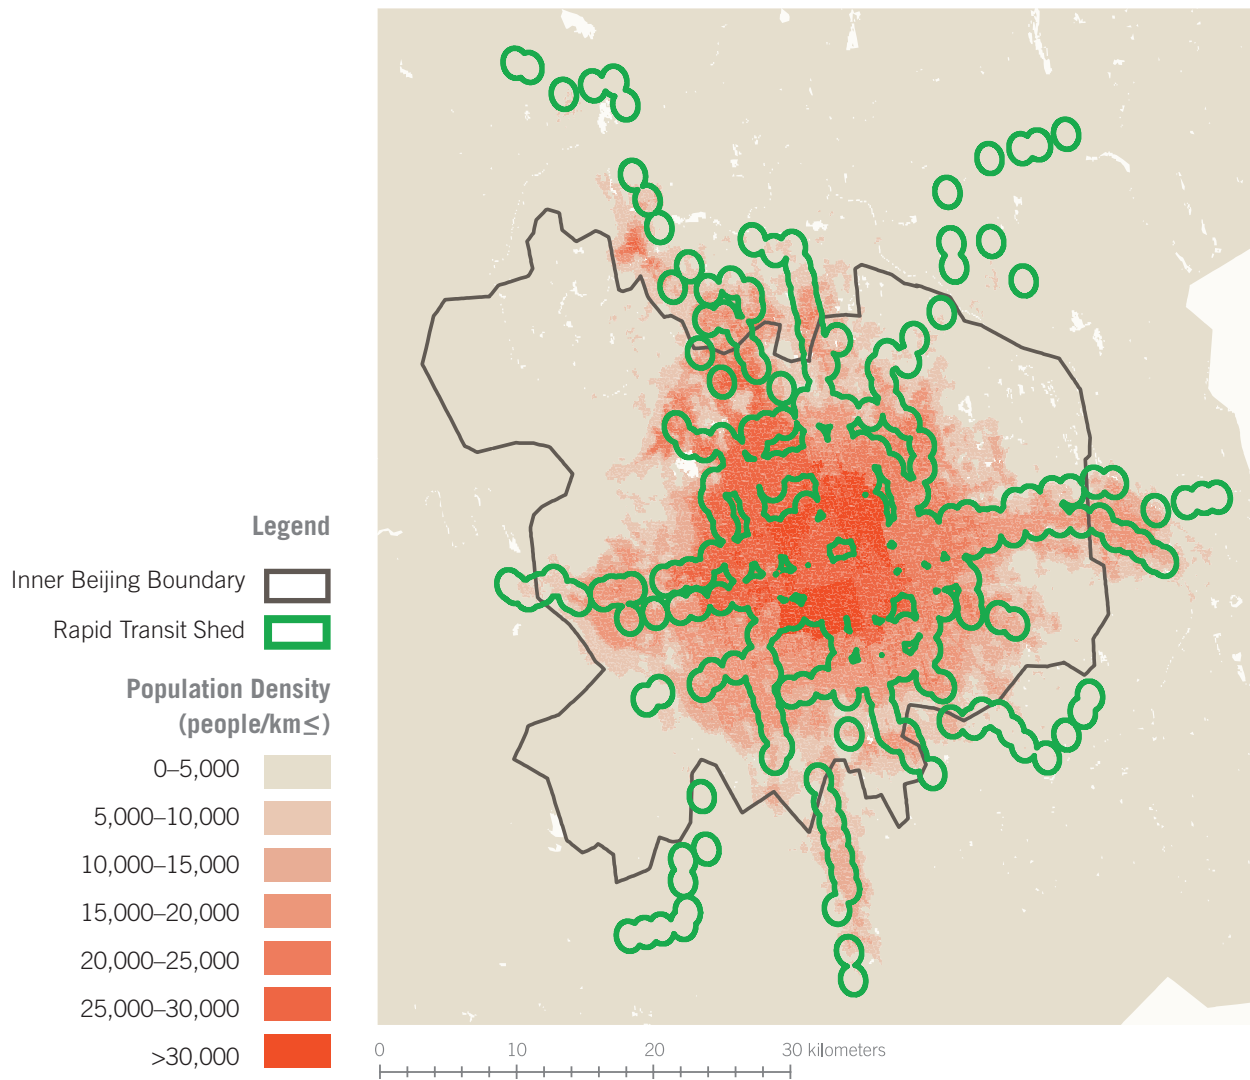 Legend
Inner Beijing Boundary
Rapid Transit Shed
Population Density
(people/km≤)
0–5,000
5,000–10,000
10,000–15,000
15,000–20,000
20,000–25,000
25,000–30,000
>30,000
0 10 20 30 kilometers